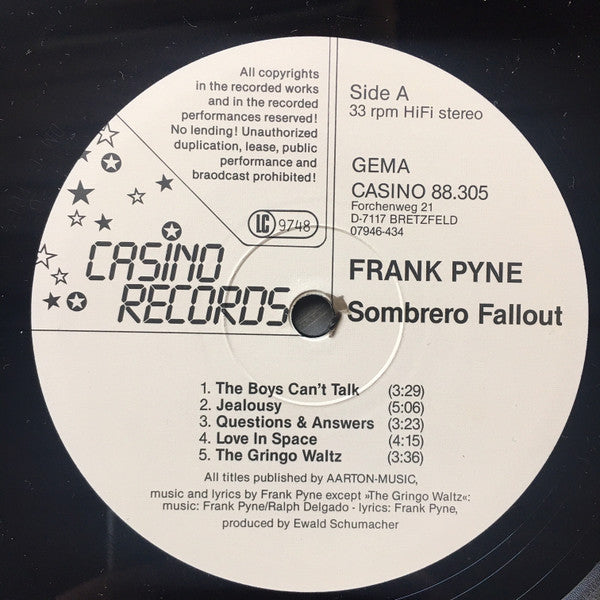 All copyrights
in the recorded works
and in the recorded
performances reserved!
No lending! Unauthorized
duplication, lease, public
performance and
braodcast prohibited!
LC 9748
CASINO
RECORDS
Side A
33 rpm HiFi stereo
GEMA
CASINO 88.305
Forchenweg 21
D-7117 BRETZFELD
07946-434
FRANK PYNE
Sombrero Fallout
1. The Boys Can't Talk (3:29)
2. Jealousy (5:06)
3. Questions & Answers (3:23)
4. Love In Space (4:15)
5. The Gringo Waltz (3:36)
All titles published by AARTON-MUSIC,
music and lyrics by Frank Pyne except »The Gringo Waltz«:
music: Frank Pyne/Ralph Delgado - lyrics: Frank Pyne,
produced by Ewald Schumacher